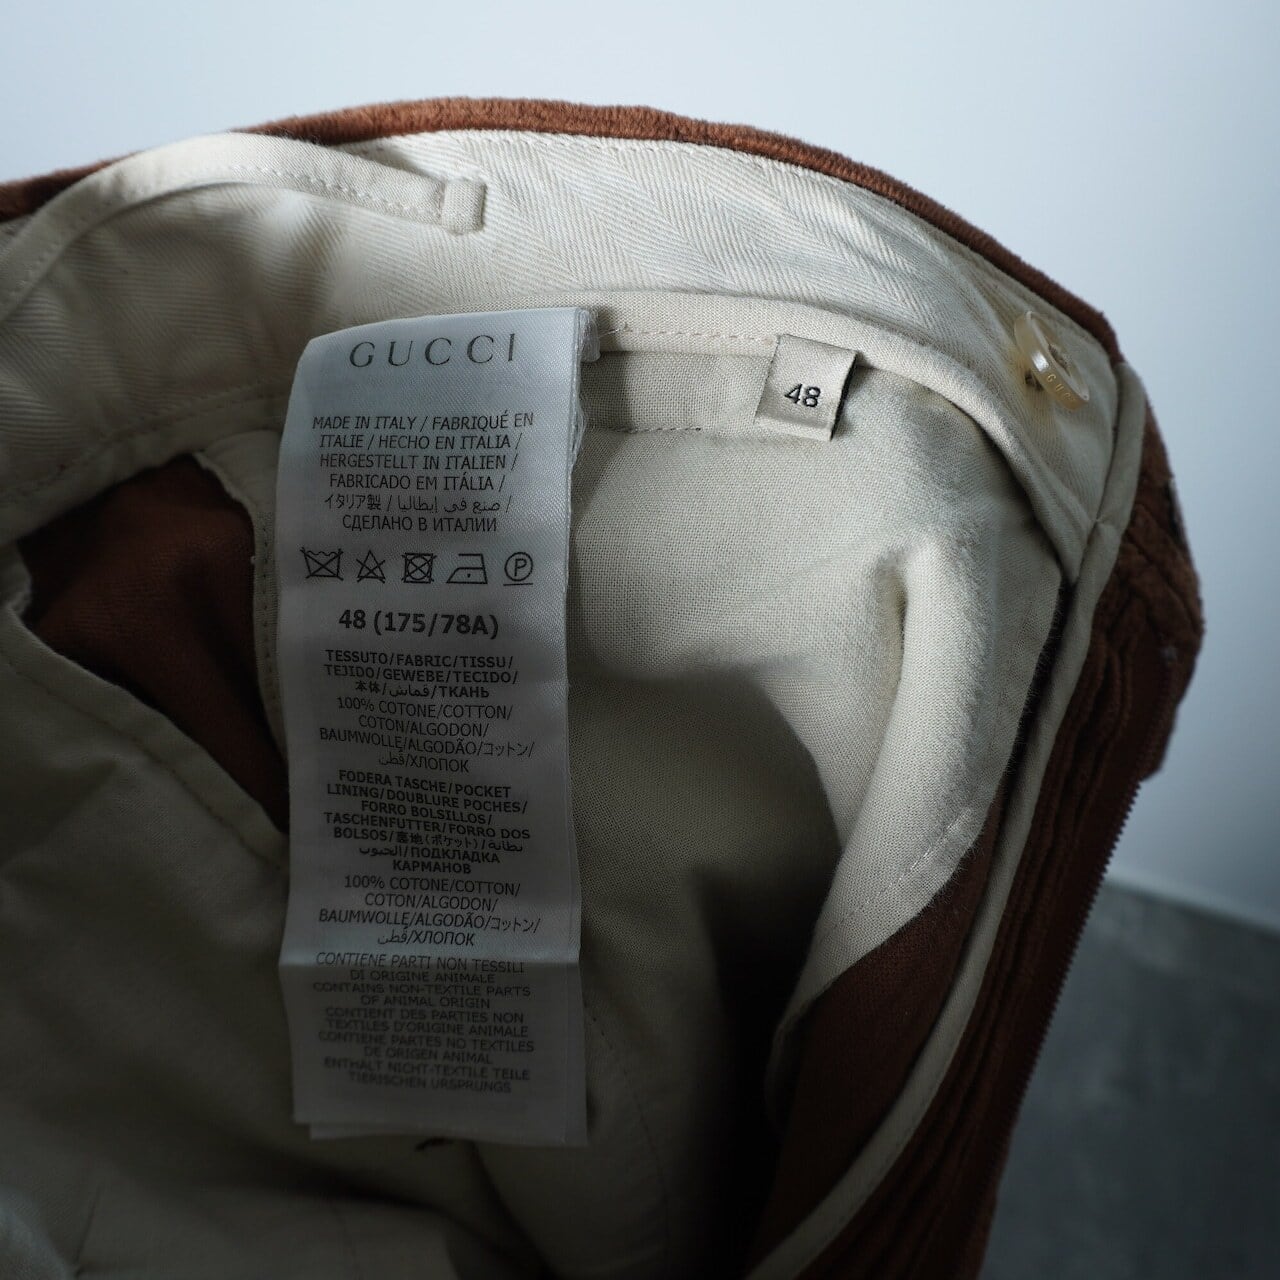 GUCCI
MADE IN ITALY / FABRIQUÉ EN
ITALIE / HECHO EN ITALIA /
HERGESTELLT IN ITALIEN /
FABRICADO EM ITÁLIA /
イタリア製 / صنع في إيطاليا /
СДЕЛАНО В ИТАЛИИ
P
48 (175/78A)
TESSUTO/FABRIC/TISSU/
TEJIDO/GEWEBE/TECIDO/
本体/قماش/ТКАНЬ
100% COTONE/COTTON/
COTON/ALGODON/
BAUMWOLLE/ALGODÃO/コットン/
قُطن/ХЛОПОК
FODERA TASCHE/POCKET
LINING/DOUBLURE POCHES/
FORRO BOLSILLOS/
TASCHENFUTTER/FORRO DOS
BOLSOS/裏地(ポケット)/بطانة
الجيوب/ПОДКЛАДКА
КАРМАНОВ
100% COTONE/COTTON/
COTON/ALGODON/
BAUMWOLLE/ALGODÃO/コットン/
قُطن/ХЛОПОК
CONTIENE PARTI NON TESSILI
DI ORIGINE ANIMALE
CONTAINS NON-TEXTILE PARTS
OF ANIMAL ORIGIN
CONTIENT DES PARTIES NON
TEXTILES D'ORIGINE ANIMALE
CONTIENE PARTES NO TEXTILES
DE ORIGEN ANIMAL
ENTHÄLT NICHT-TEXTILE TEILE
TIERISCHEN URSPRUNGS
48
GUCCI